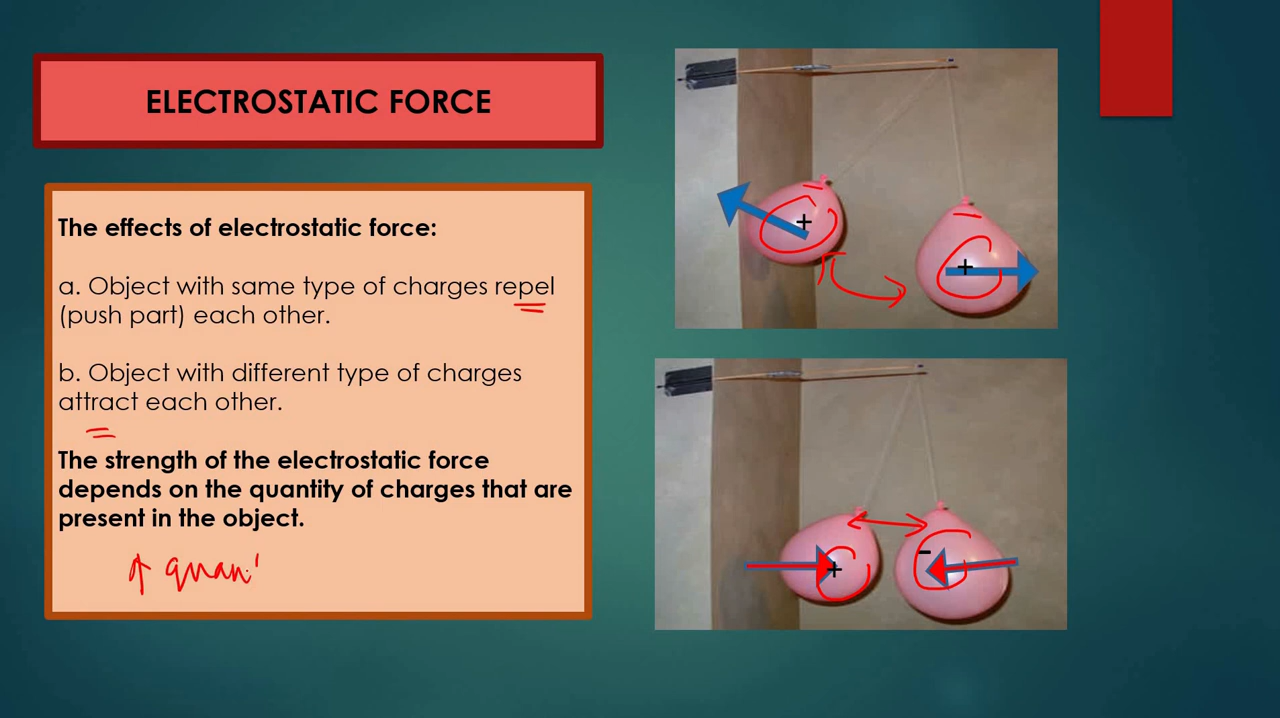 ELECTROSTATIC FORCE
The effects of electrostatic force:
a. Object with same type of charges repel
(push part) each other.
b. Object with different type of charges
attract each other.
The strength of the electrostatic force
depends on the quantity of charges that are
present in the object.
↑ quan
+
+
+
-